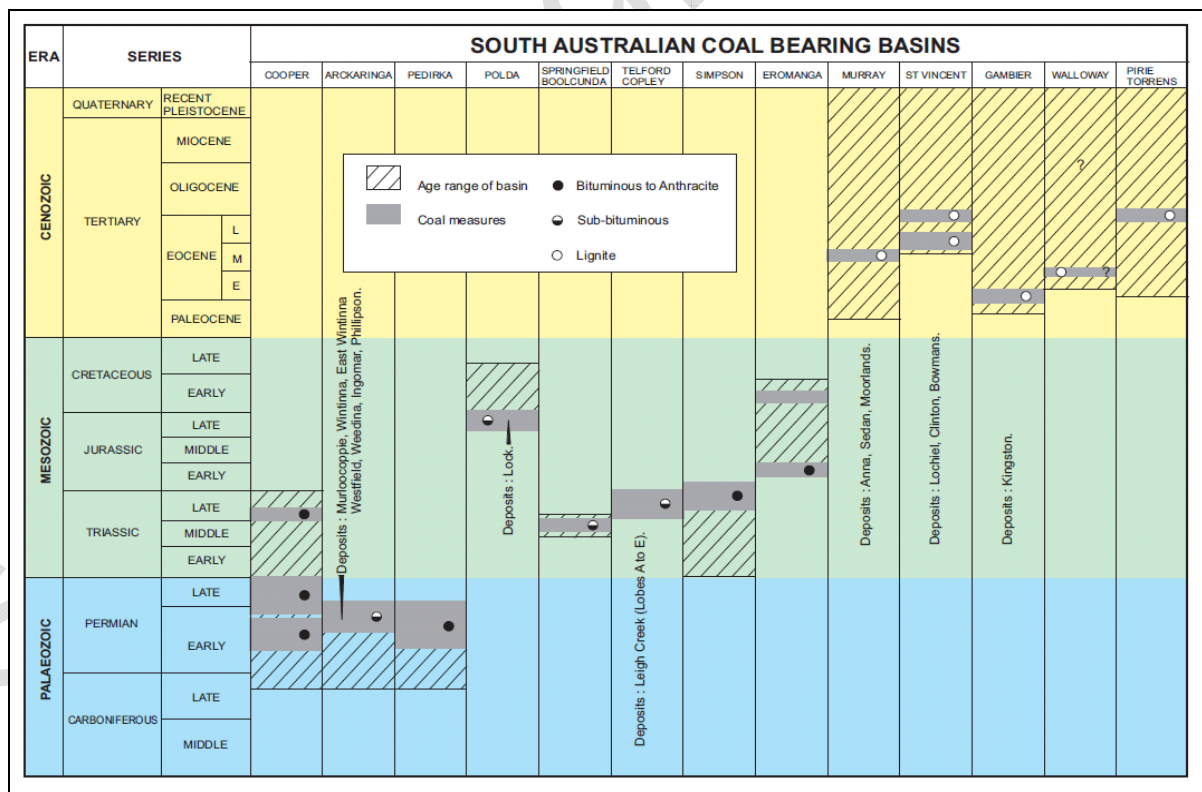 SOUTH AUSTRALIAN COAL BEARING BASINS
ERA
SERIES
COOPER
ARCKARINGA
PEDIRKA
POLDA
SPRINGFIELD
BOOLCUNDA
TELFORD
COPLEY
SIMPSON
EROMANGA
MURRAY
ST VINCENT
GAMBIER
WALLOWAY
PIRIE
TORRENS
CENOZOIC
QUATERNARY
RECENT
PLEISTOCENE
TERTIARY
MIOCENE
OLIGOCENE
EOCENE
L
M
E
PALEOCENE
MESOZOIC
CRETACEOUS
LATE
EARLY
JURASSIC
LATE
MIDDLE
EARLY
TRIASSIC
LATE
MIDDLE
EARLY
PALAEOZOIC
PERMIAN
LATE
EARLY
CARBONIFEROUS
LATE
MIDDLE
Age range of basin
Coal measures
Bituminous to Anthracite
Sub-bituminous
Lignite
Deposits : Murloocoppie, Wintinna, East Wintinna
Westfield, Weedina, Ingomar, Phillipson.
Deposits : Lock.
Deposits : Leigh Creek (Lobes A to E).
Deposits : Anna, Sedan, Moorlands.
Deposits : Lochiel, Clinton, Bowmans.
Deposits : Kingston.
?
?